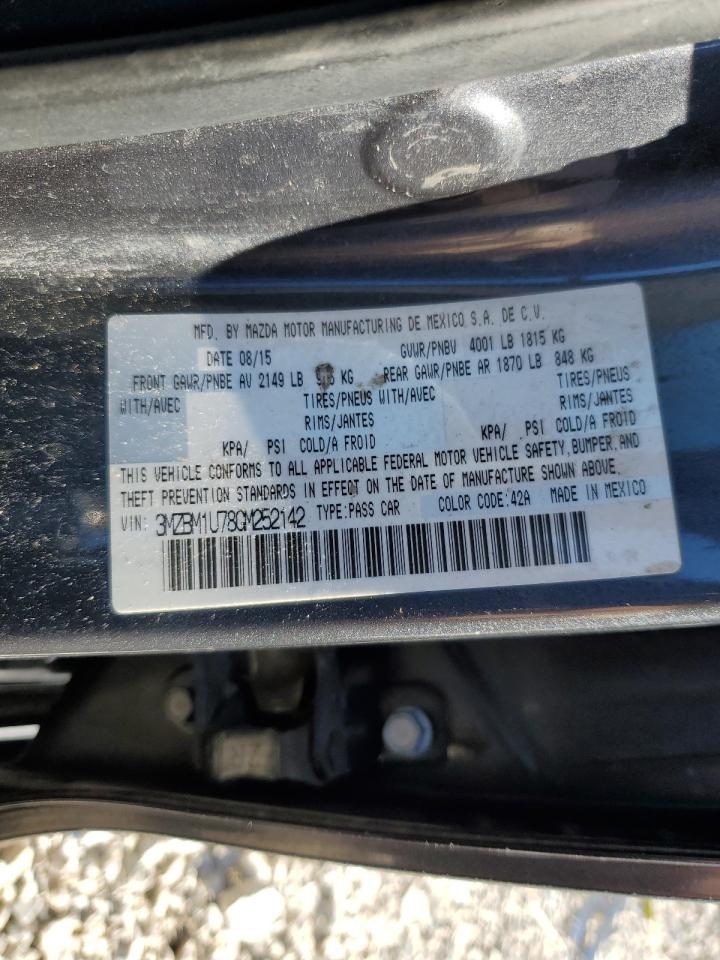 MFD. BY MAZDA MOTOR MANUFACTURING DE MEXICO S.A. DE C.V.
DATE 08/15 GVWR/PNBV 4001 LB 1815 KG
FRONT GAWR/PNBE AV 2149 LB KG REAR GAWR/PNBE AR 1870 LB 848 KG
WITH/AVEC TIRES/PNEUS WITH/AVEC TIRES/PNEUS
RIMS/JANTES RIMS/JANTES
KPA/ PSI COLD/A FROID KPA/ PSI COLD/A FROID
THIS VEHICLE CONFORMS TO ALL APPLICABLE FEDERAL MOTOR VEHICLE SAFETY, BUMPER, AND
THEFT PREVENTION STANDARDS IN EFFECT ON THE DATE OF MANUFACTURE SHOWN ABOVE.
VIN: 3MZBM1U78GM252142 TYPE:PASS CAR COLOR CODE:42A MADE IN MEXICO